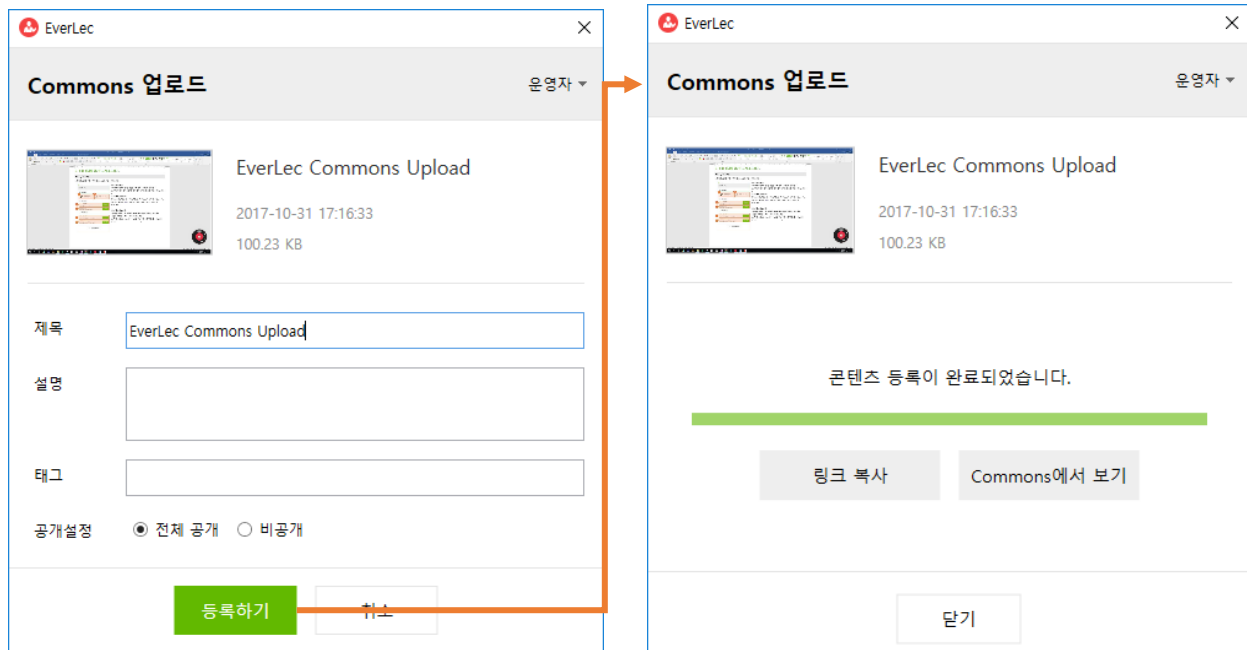 EverLec
Commons 업로드
운영자
EverLec Commons Upload
2017-10-31 17:16:33
100.23 KB
제목
EverLec Commons Upload
설명
태그
공개설정
전체 공개
비공개
등록하기
취소
EverLec
Commons 업로드
운영자
EverLec Commons Upload
2017-10-31 17:16:33
100.23 KB
콘텐츠 등록이 완료되었습니다.
링크 복사
Commons에서 보기
닫기